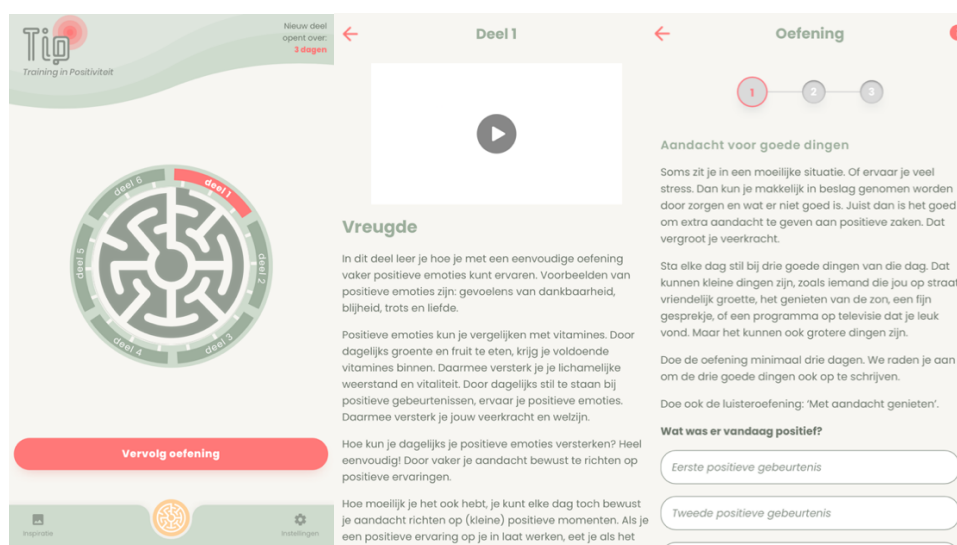 Tip
Training in Positiviteit
Nieuw deel
opent over:
3 dagen
deel 1
deel 2
deel 3
deel 4
deel 5
deel 6
Vervolg oefening
Inspiratie
Instellingen
Deel 1
Vreugde
In dit deel leer je hoe je met een eenvoudige oefening
vaker positieve emoties kunt ervaren. Voorbeelden van
positieve emoties zijn: gevoelens van dankbaarheid,
blijheid, trots en liefde.
Positieve emoties kun je vergelijken met vitamines. Door
dagelijks groente en fruit te eten, krijg je voldoende
vitamines binnen. Daarmee versterk je je lichamelijke
weerstand en vitaliteit. Door dagelijks stil te staan bij
positieve gebeurtenissen, ervaar je positieve emoties.
Daarmee versterk je jouw veerkracht en welzijn.
Hoe kun je dagelijks je positieve emoties versterken? Heel
eenvoudig! Door vaker je aandacht bewust te richten op
positieve ervaringen.
Hoe moeilijk je het ook hebt, je kunt elke dag toch bewust
je aandacht richten op (kleine) positieve momenten. Als je
een positieve ervaring op je in laat werken, eet je als het
Oefening
1
2
3
Aandacht voor goede dingen
Soms zit je in een moeilijke situatie. Of ervaar je veel
stress. Dan kun je makkelijk in beslag genomen worden
door zorgen en wat er niet goed is. Juist dan is het goed
om extra aandacht te geven aan positieve zaken. Dat
vergroot je veerkracht.
Sta elke dag stil bij drie goede dingen van die dag. Dat
kunnen kleine dingen zijn, zoals iemand die jou op straat
vriendelijk groette, het genieten van de zon, een fijn
gesprekje, of een programma op televisie dat je leuk
vond. Maar het kunnen ook grotere dingen zijn.
Doe de oefening minimaal drie dagen. We raden je aan
om de drie goede dingen ook op te schrijven.
Doe ook de luisteroefening: ‘Met aandacht genieten’.
Wat was er vandaag positief?
Eerste positieve gebeurtenis
Tweede positieve gebeurtenis